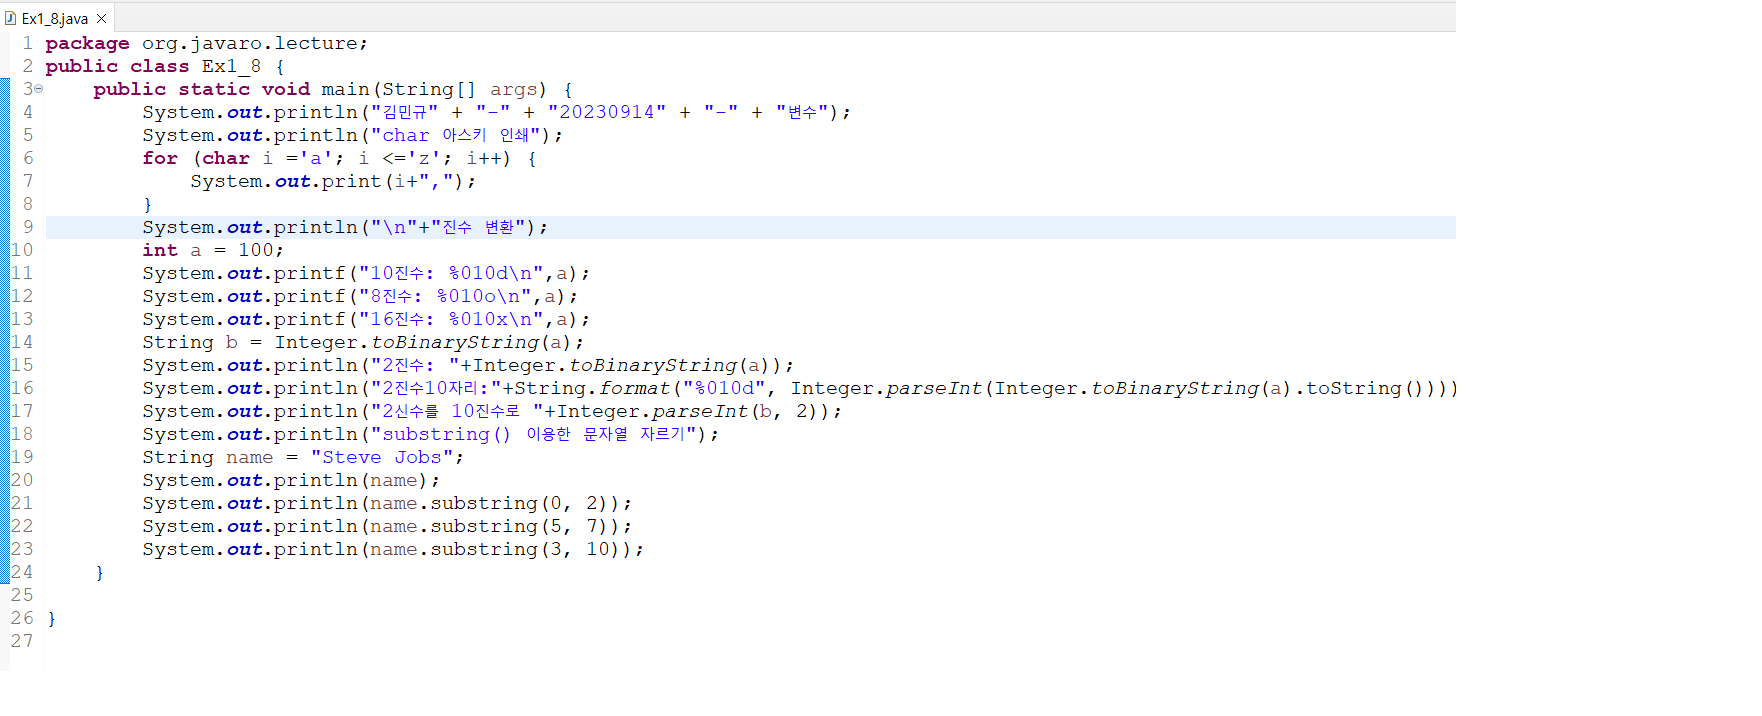 Ex1_8.java
1 package org.javaro.lecture;
2 public class Ex1_8 {
3 public static void main(String[] args) {
4 System.out.println("김민규" + "-" + "20230914" + "-" + "변수");
5 System.out.println("char 아스키 인쇄");
6 for (char i ='a'; i <='z'; i++) {
7 System.out.print(i+",");
8 }
9 System.out.println("\n"+"진수 변환");
10 int a = 100;
11 System.out.printf("10진수: %010d\n",a);
12 System.out.printf("8진수: %010o\n",a);
13 System.out.printf("16진수: %010x\n",a);
14 String b = Integer.toBinaryString(a);
15 System.out.println("2진수: "+Integer.toBinaryString(a));
16 System.out.println("2진수10자리:"+String.format("%010d", Integer.parseInt(Integer.toBinaryString(a).toString())))
17 System.out.println("2신수를 10진수로 "+Integer.parseInt(b, 2));
18 System.out.println("substring() 이용한 문자열 자르기");
19 String name = "Steve Jobs";
20 System.out.println(name);
21 System.out.println(name.substring(0, 2));
22 System.out.println(name.substring(5, 7));
23 System.out.println(name.substring(3, 10));
24 }
25
26 }
27